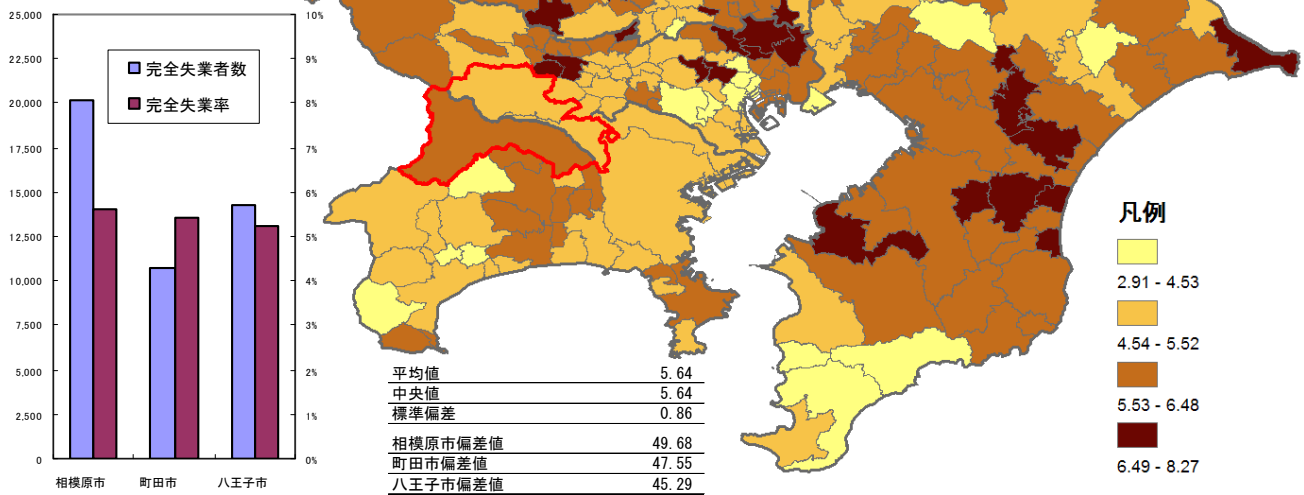 25,000
22,500
20,000
17,500
15,000
12,500
10,000
7,500
5,000
2,500
0
10%
9%
8%
7%
6%
5%
4%
3%
2%
1%
0%
完全失業者数
完全失業率
相模原市 町田市 八王子市
平均値 5.64
中央値 5.64
標準偏差 0.86
相模原市偏差値 49.68
町田市偏差値 47.55
八王子市偏差値 45.29
凡例
2.91 - 4.53
4.54 - 5.52
5.53 - 6.48
6.49 - 8.27